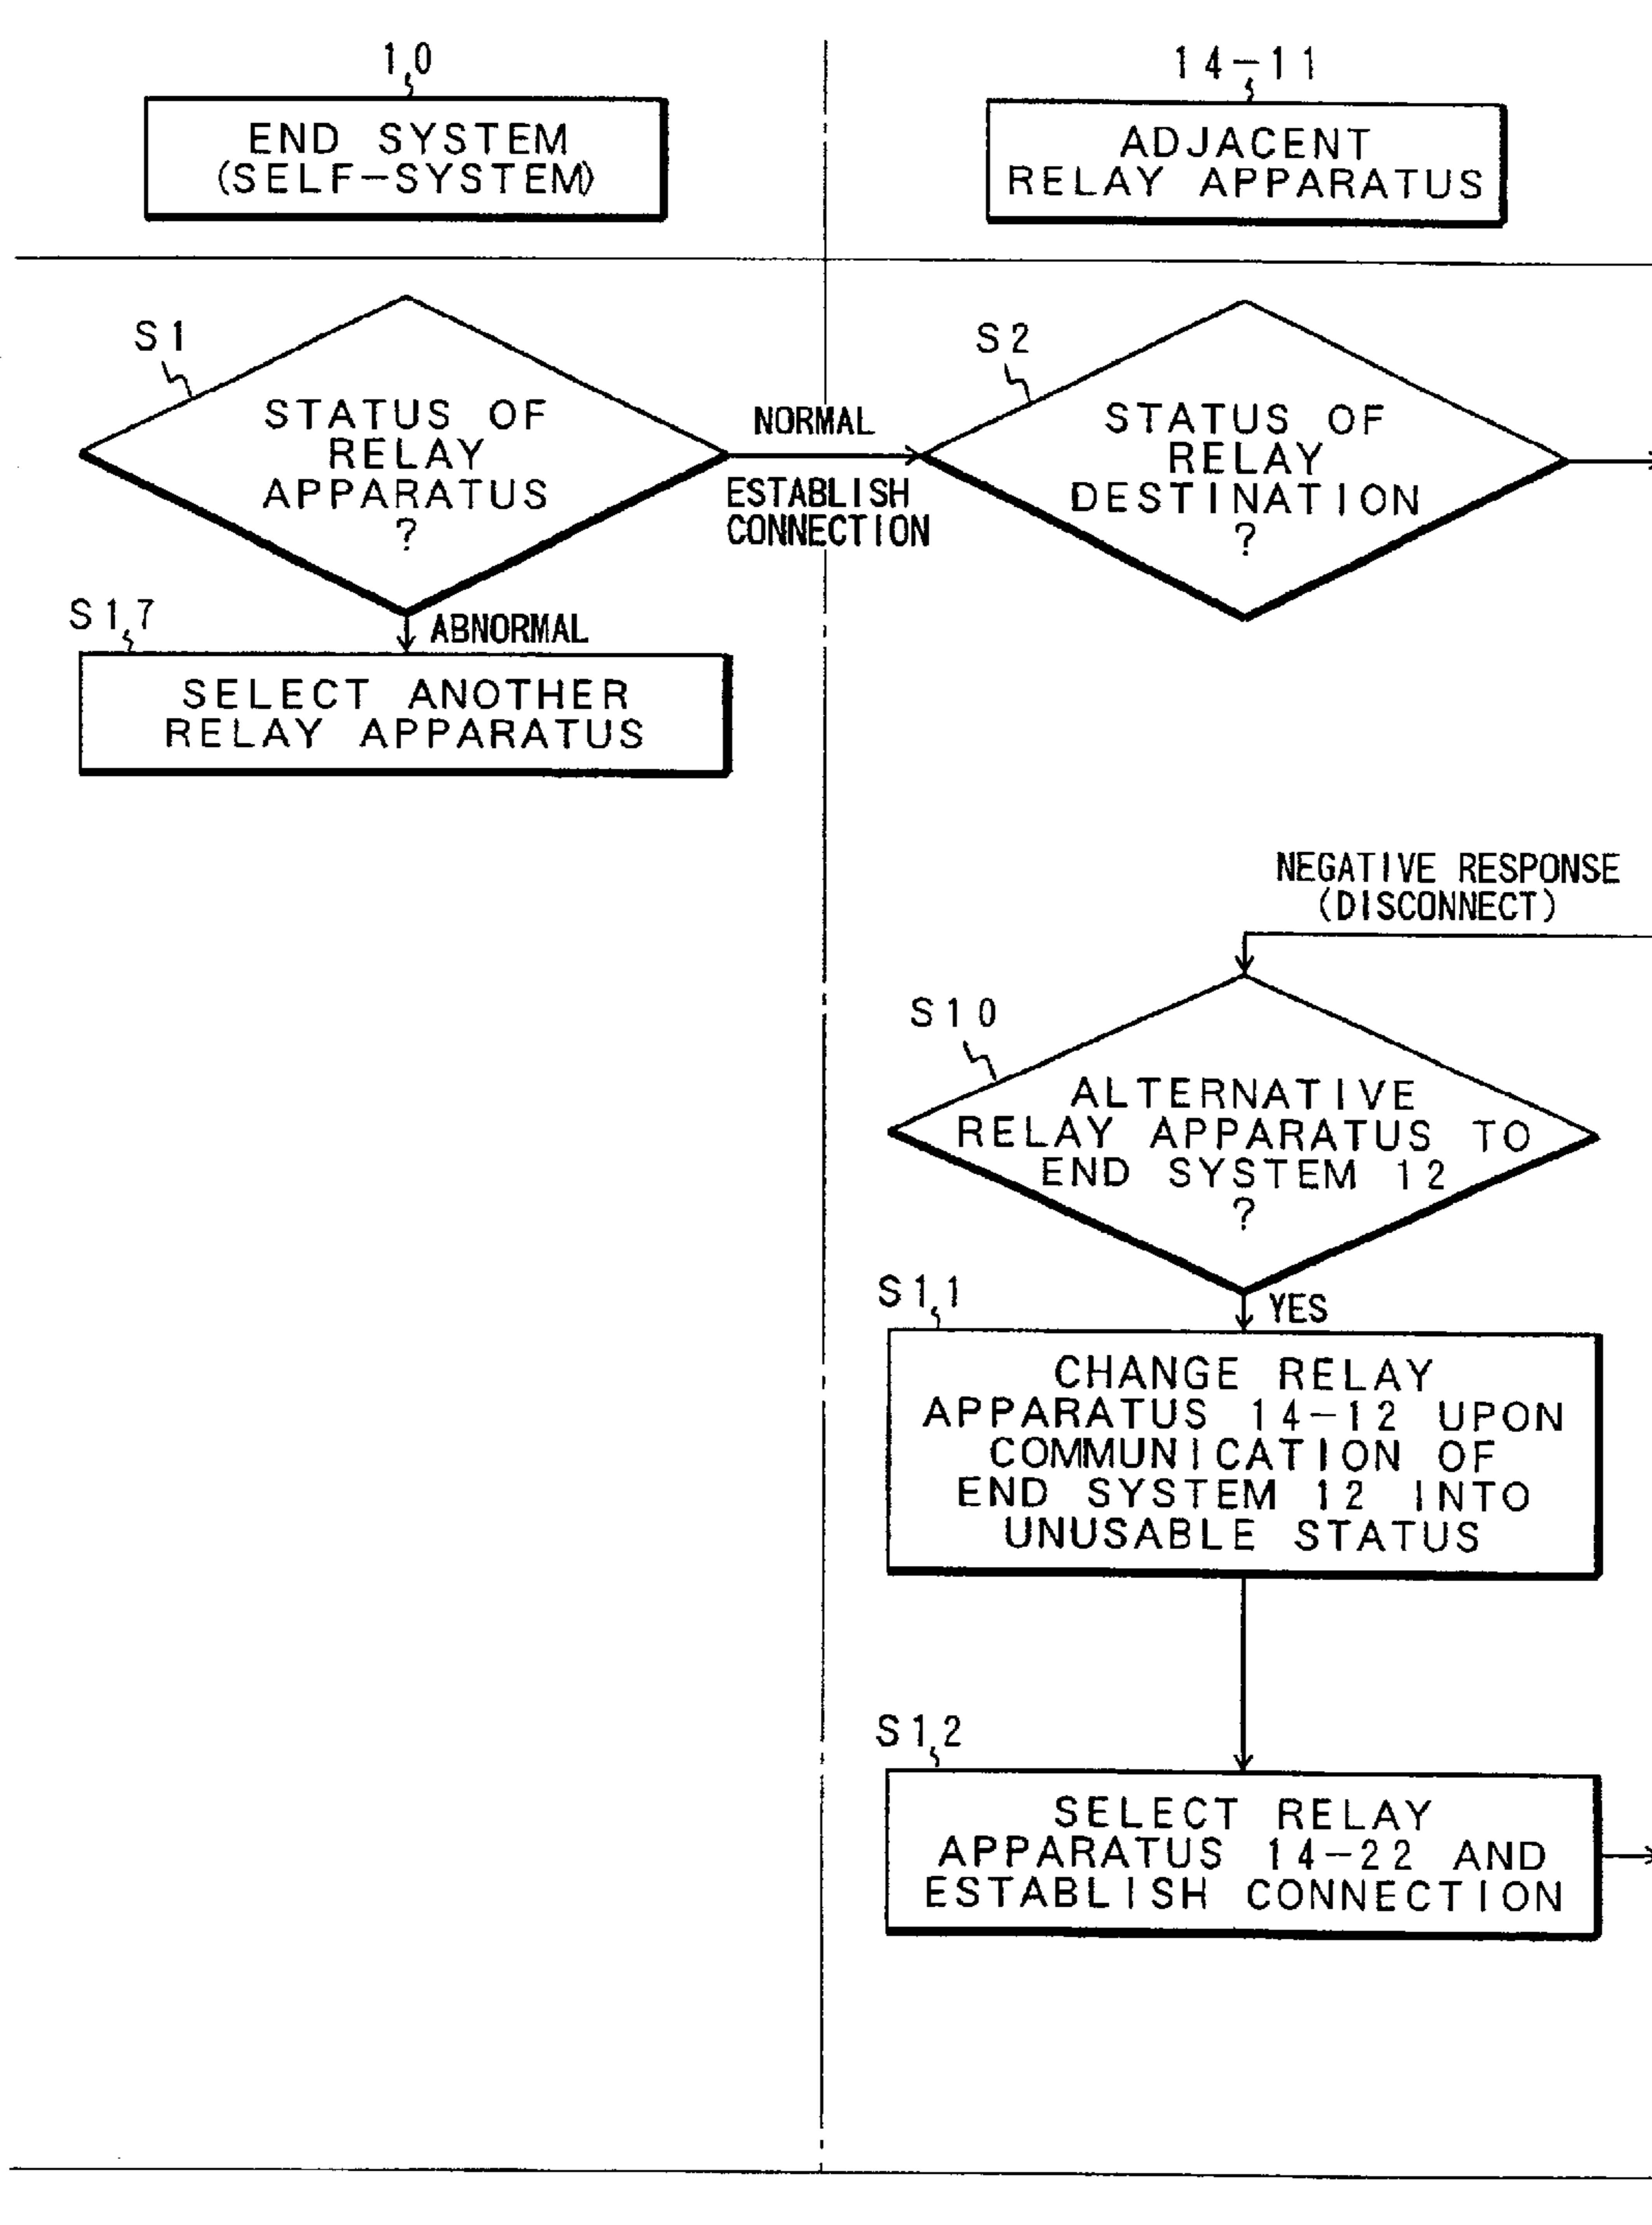 10
END SYSTEM
(SELF-SYSTEM)
14-11
ADJACENT
RELAY APPARATUS
S1
STATUS OF
RELAY
APPARATUS
?
NORMAL
ESTABLISH
CONNECTION
S2
STATUS OF
RELAY
DESTINATION
?
ABNORMAL
S17
SELECT ANOTHER
RELAY APPARATUS
NEGATIVE RESPONSE
(DISCONNECT)
S10
ALTERNATIVE
RELAY APPARATUS TO
END SYSTEM 12
?
YES
S11
CHANGE RELAY
APPARATUS 14-12 UPON
COMMUNICATION OF
END SYSTEM 12 INTO
UNUSABLE STATUS
S12
SELECT RELAY
APPARATUS 14-22 AND
ESTABLISH CONNECTION